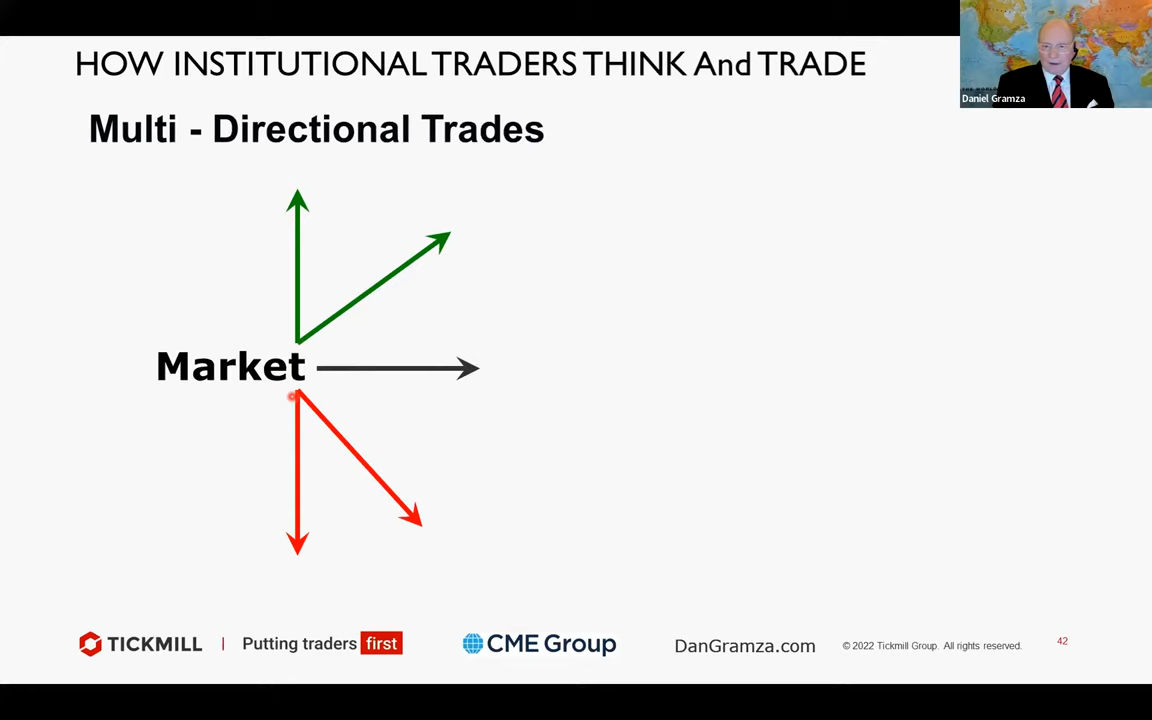 HOW INSTITUTIONAL TRADERS THINK And TRADE
Daniel Gramza
Multi - Directional Trades
Market
TICKMILL | Putting traders first
CME Group
DanGramza.com
© 2022 Tickmill Group. All rights reserved.
42